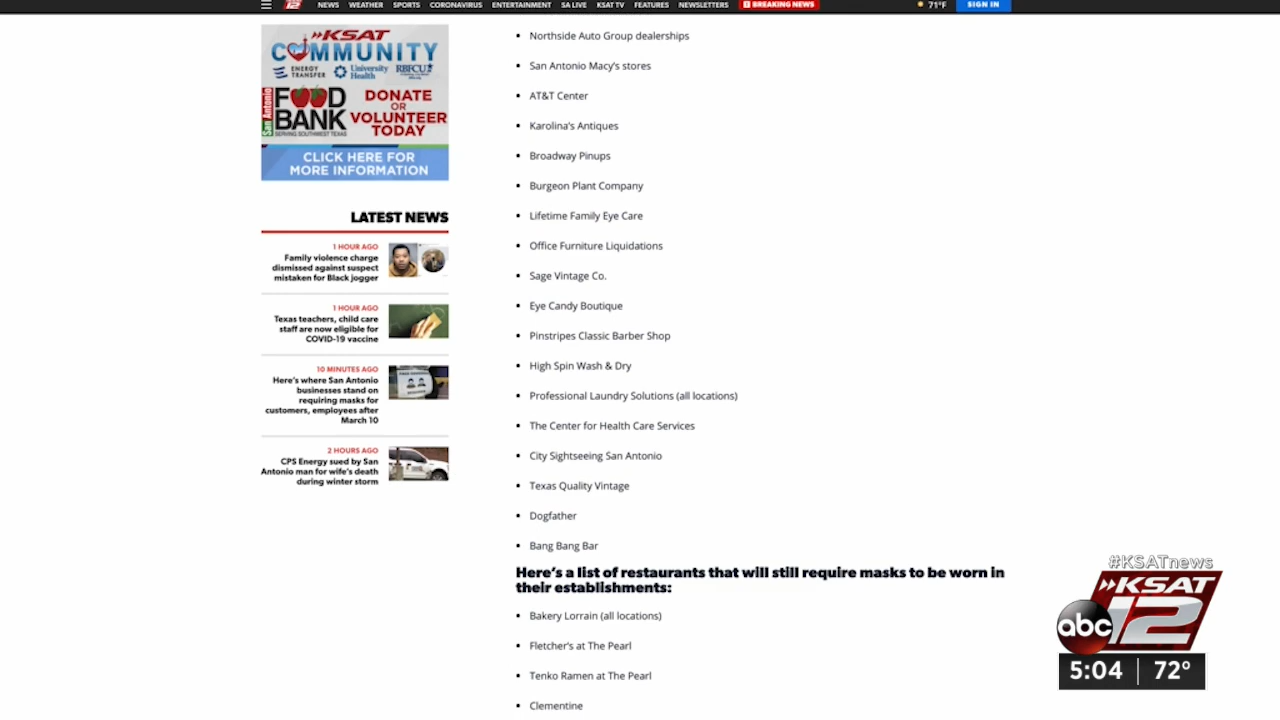 NEWS WEATHER SPORTS CORONAVIRUS ENTERTAINMENT SA LIVE KSAT TV FEATURES NEWSLETTERS BREAKING NEWS 71°F SIGN IN
KSAT
COMMUNITY
ENERGY TRANSFER University Health RBFCU
San Antonio
FOOD
BANK
SERVING SOUTHWEST TEXAS
DONATE
OR
VOLUNTEER
TODAY
CLICK HERE FOR
MORE INFORMATION
LATEST NEWS
1 HOUR AGO
Family violence charge
dismissed against suspect
mistaken for Black jogger
1 HOUR AGO
Texas teachers, child care
staff are now eligible for
COVID-19 vaccine
10 MINUTES AGO
Here's where San Antonio
businesses stand on
requiring masks for
customers, employees after
March 10
2 HOURS AGO
CPS Energy sued by San
Antonio man for wife's death
during winter storm
• Northside Auto Group dealerships
• San Antonio Macy's stores
• AT&T Center
• Karolina's Antiques
• Broadway Pinups
• Burgeon Plant Company
• Lifetime Family Eye Care
• Office Furniture Liquidations
• Sage Vintage Co.
• Eye Candy Boutique
• Pinstripes Classic Barber Shop
• High Spin Wash & Dry
• Professional Laundry Solutions (all locations)
• The Center for Health Care Services
• City Sightseeing San Antonio
• Texas Quality Vintage
• Dogfather
• Bang Bang Bar
Here's a list of restaurants that will still require masks to be worn in
their establishments:
• Bakery Lorrain (all locations)
• Fletcher's at The Pearl
• Tenko Ramen at The Pearl
• Clementine
#KSATnews
KSAT
abc 12
5:04 72°